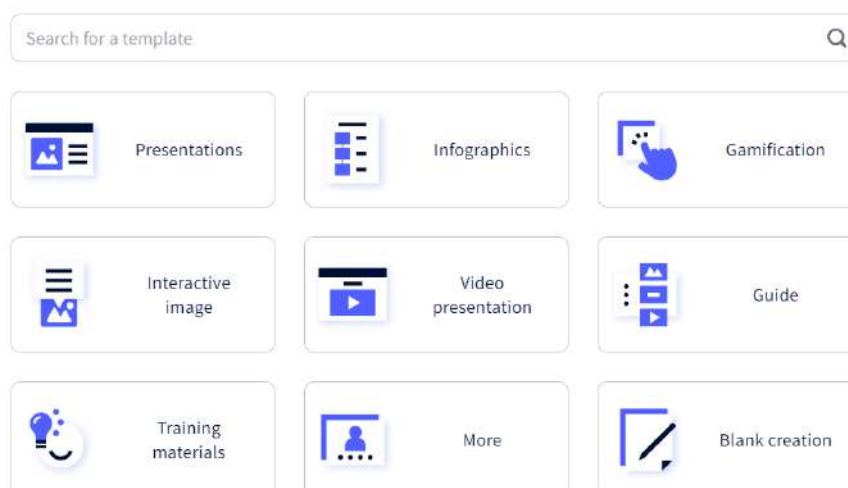 Search for a template
Presentations
Infographics
Gamification
Interactive
image
Video
presentation
Guide
Training
materials
More
Blank creation